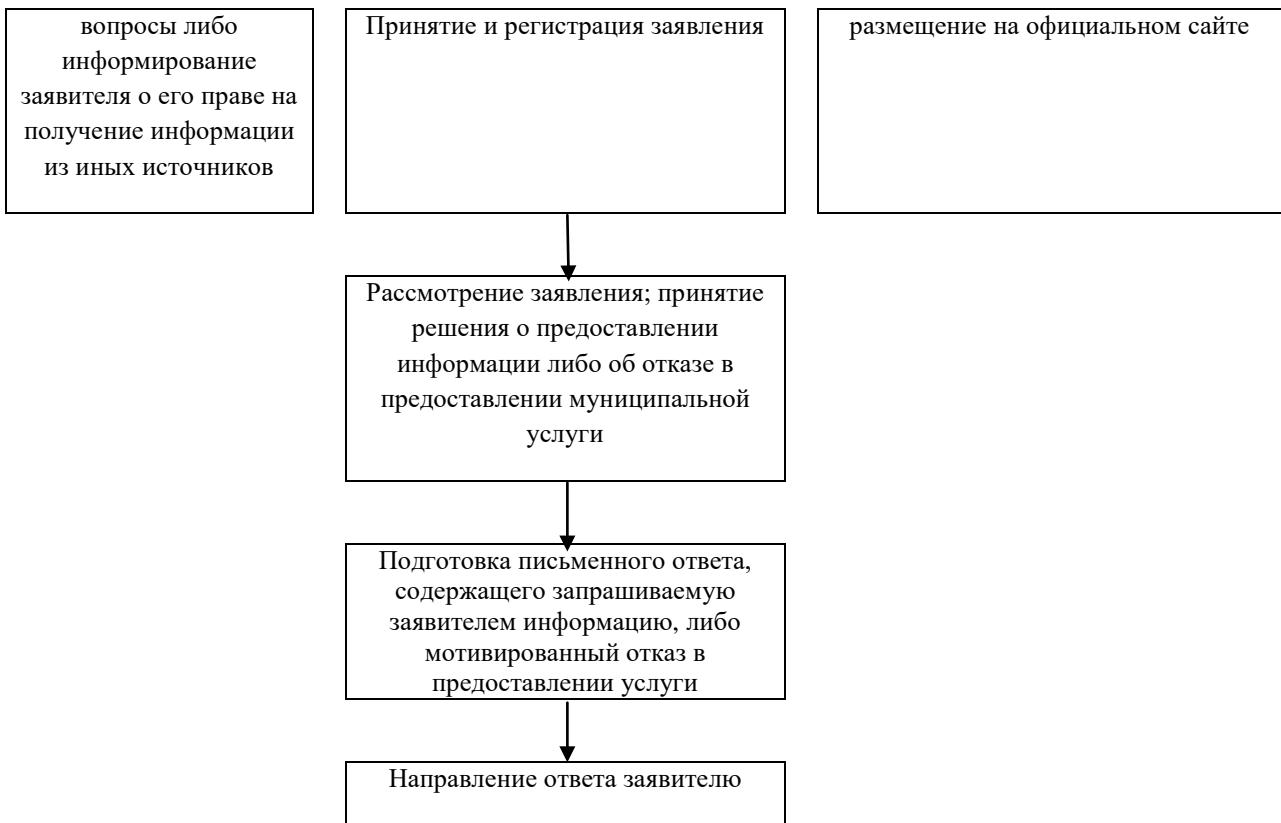 вопросы либо
информирование
заявителя о его праве на
получение информации
из иных источников
Принятие и регистрация заявления
размещение на официальном сайте
Рассмотрение заявления; принятие
решения о предоставлении
информации либо об отказе в
предоставлении муниципальной
услуги
Подготовка письменного ответа,
содержащего запрашиваемую
заявителем информацию, либо
мотивированный отказ в
предоставлении услуги
Направление ответа заявителю